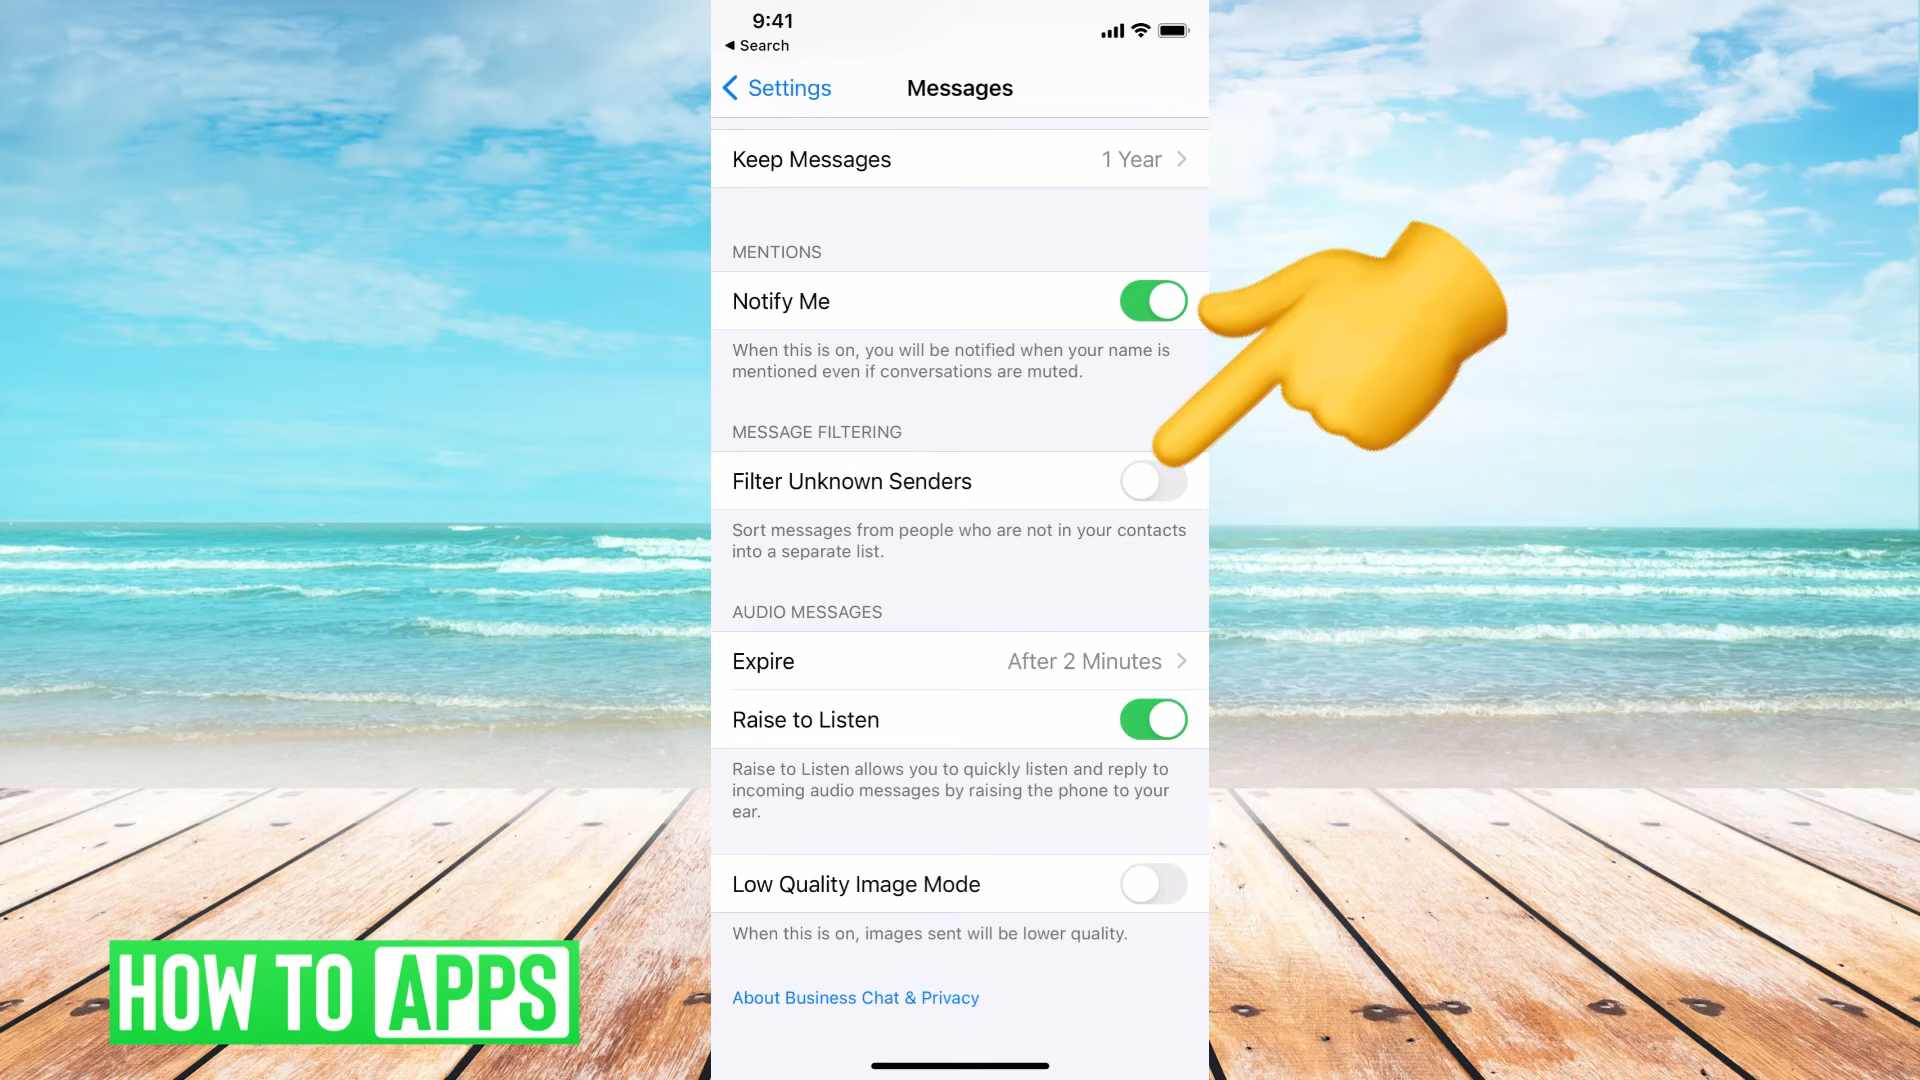 9:41
◀ Search
Settings
Messages
Keep Messages
1 Year
MENTIONS
Notify Me
When this is on, you will be notified when your name is
mentioned even if conversations are muted.
MESSAGE FILTERING
Filter Unknown Senders
Sort messages from people who are not in your contacts
into a separate list.
AUDIO MESSAGES
Expire
After 2 Minutes
Raise to Listen
Raise to Listen allows you to quickly listen and reply to
incoming audio messages by raising the phone to your
ear.
Low Quality Image Mode
When this is on, images sent will be lower quality.
About Business Chat & Privacy
HOW TO APPS